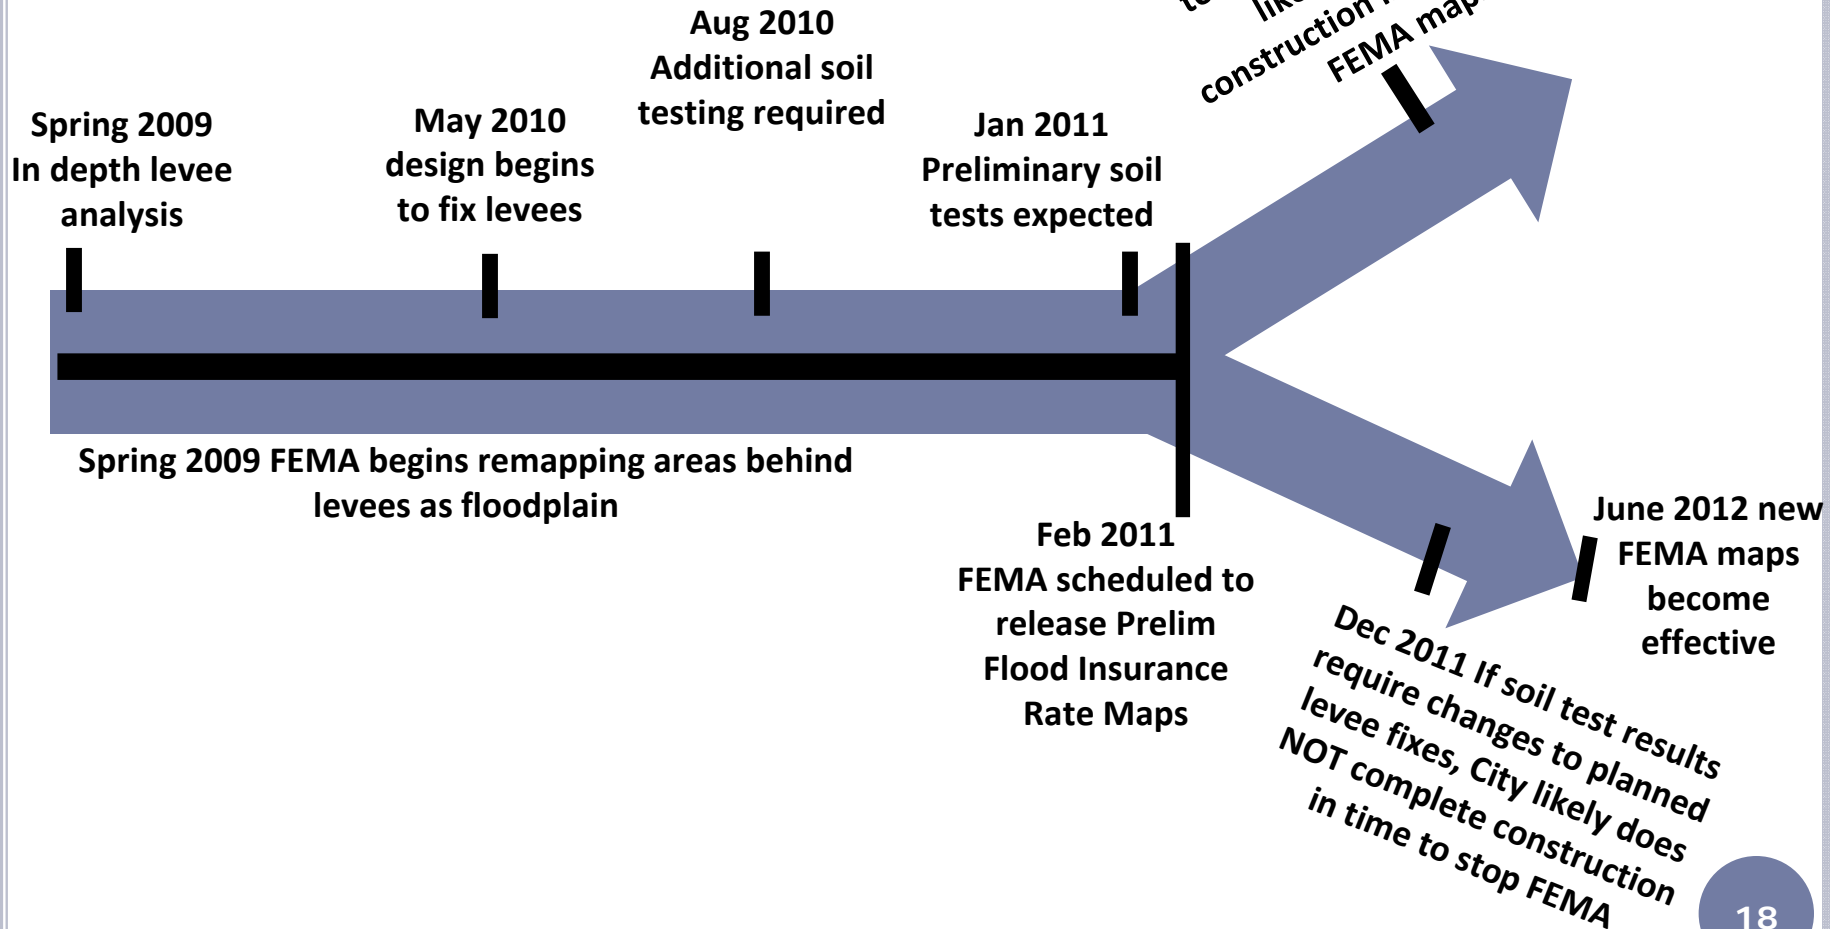 Aug 2010
Additional soil
testing required
Spring 2009
In depth levee
analysis
May 2010
design begins
to fix levees
Jan 2011
Preliminary soil
tests expected
construction
FEMA map
Spring 2009 FEMA begins remapping areas behind
levees as floodplain
Feb 2011
FEMA scheduled to
release Prelim
Flood Insurance
Rate Maps
June 2012 new
FEMA maps
become
effective
Dec 2011 If soil test results
require changes to planned
levee fixes, City likely does
NOT complete construction
in time to stop FEMA
18